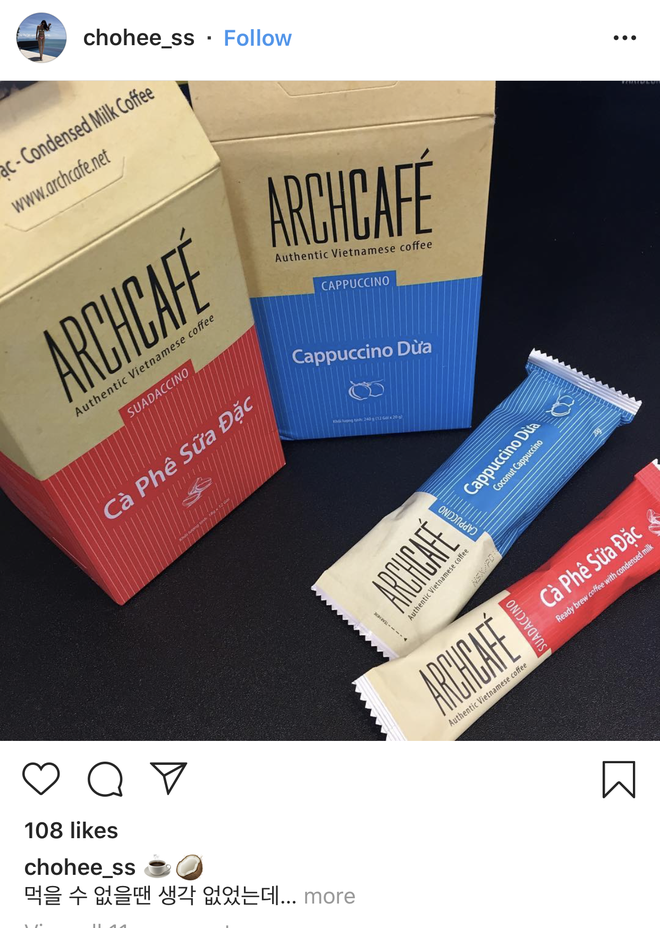 chohee_ss · Follow
ạc - Condensed Milk Coffee
www.archcafe.net
ARCHCAFÉ
Authentic Vietnamese coffee
SUADACCINO
Cà Phê Sữa Đặc
ARCHCAFÉ
Authentic Vietnamese coffee
CAPPUCCINO
Cappuccino Dừa
Cappuccino Dừa
Coconut Cappuccino
CAPPUCCINO
ARCHCAFÉ
Authentic Vietnamese coffee
Cà Phê Sữa Đặc
Ready brew coffee with condensed milk
SUADACCINO
ARCHCAFÉ
Authentic Vietnamese coffee
108 likes
chohee_ss ☕🥥
먹을 수 없을땐 생각 없었는데... more